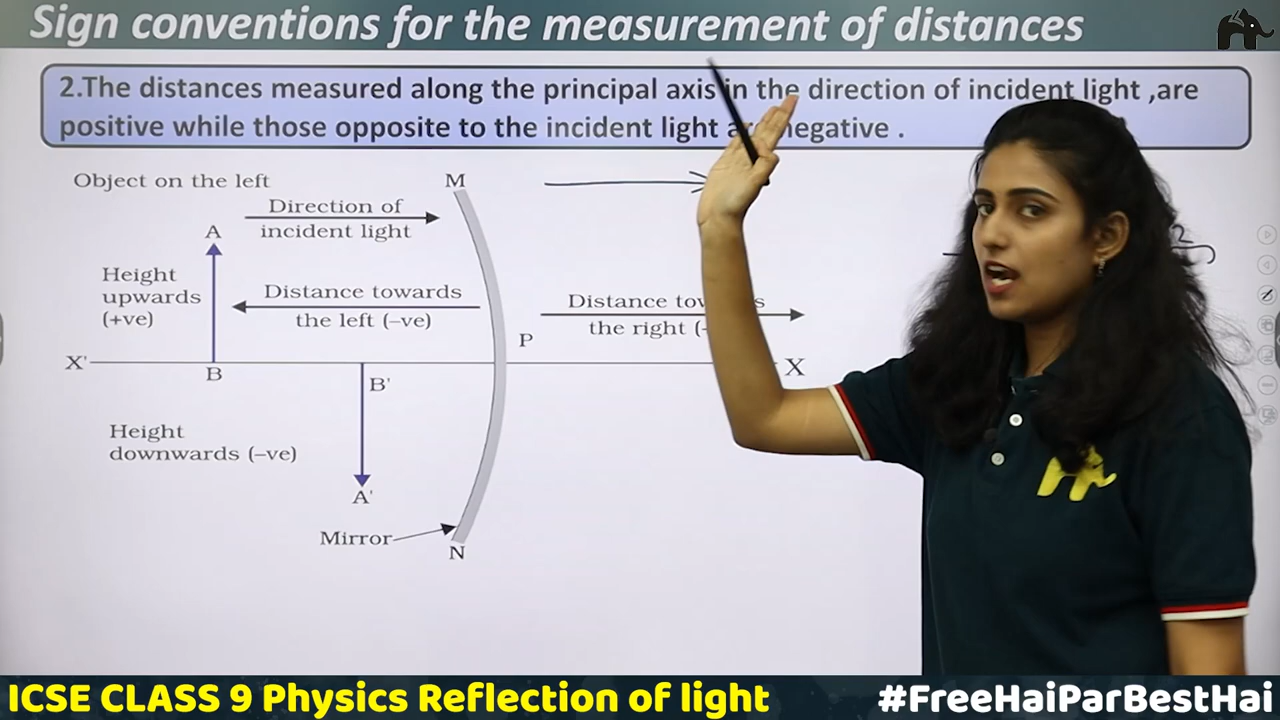 Sign conventions for the measurement of distances
2.The distances measured along the principal axis in the direction of incident light ,are
positive while those opposite to the incident light negative .
Object on the left
M
Direction of
incident light
A
Height
upwards
(+ve)
Distance towards
the left (–ve)
Distance
the right
P
X'
B
B'
X
Height
downwards (–ve)
A'
Mirror
N
ICSE CLASS 9 Physics Reflection of light
#FreeHaiParBestHai